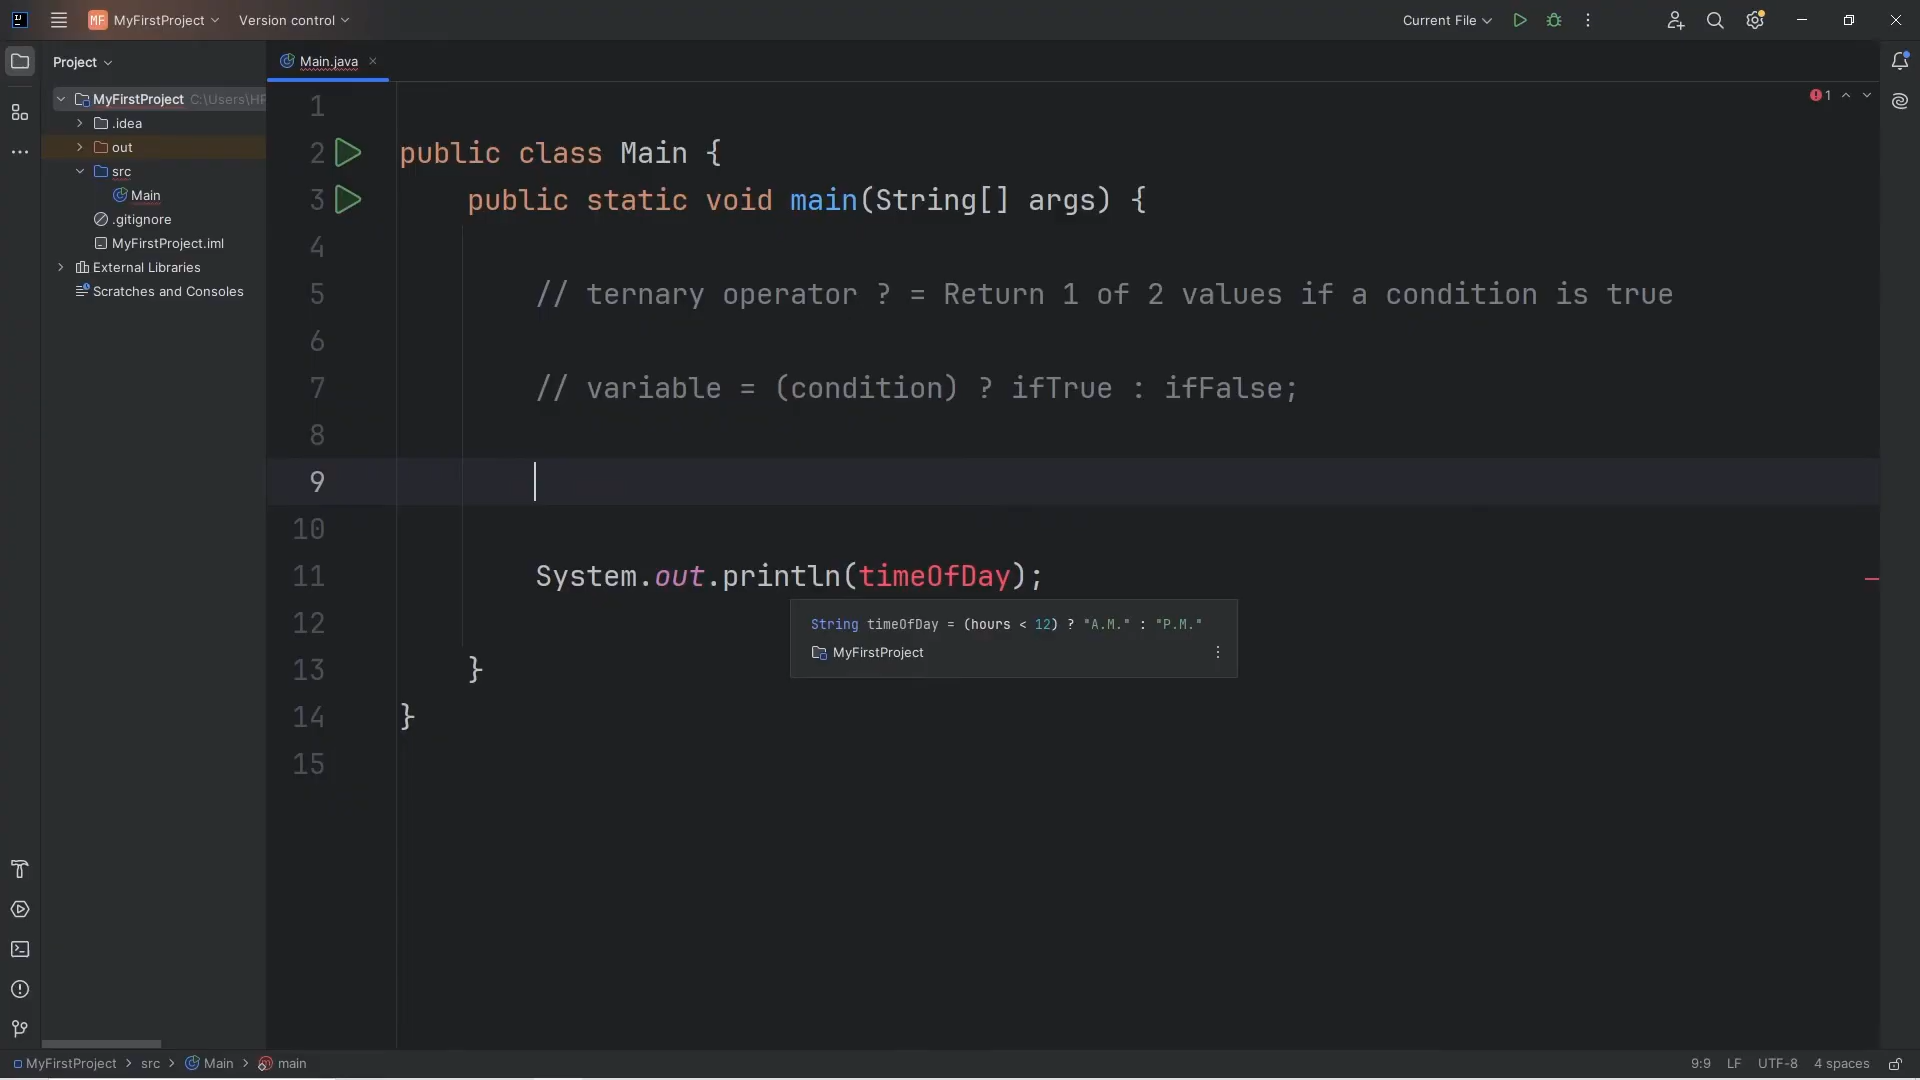 MF MyFirstProject Version control Current File
Project Main.java
MyFirstProject C:\Users\HP
.idea
out
src
Main
.gitignore
MyFirstProject.iml
External Libraries
Scratches and Consoles
1
1
2 public class Main {
3 public static void main(String[] args) {
4
5 // ternary operator ? = Return 1 of 2 values if a condition is true
6
7 // variable = (condition) ? ifTrue : ifFalse;
8
9
10
11 System.out.println(timeOfDay);
12
String timeOfDay = (hours < 12) ? "A.M." : "P.M."
MyFirstProject
13 }
14 }
15
MyFirstProject > src > Main > main 9:9 LF UTF-8 4 spaces